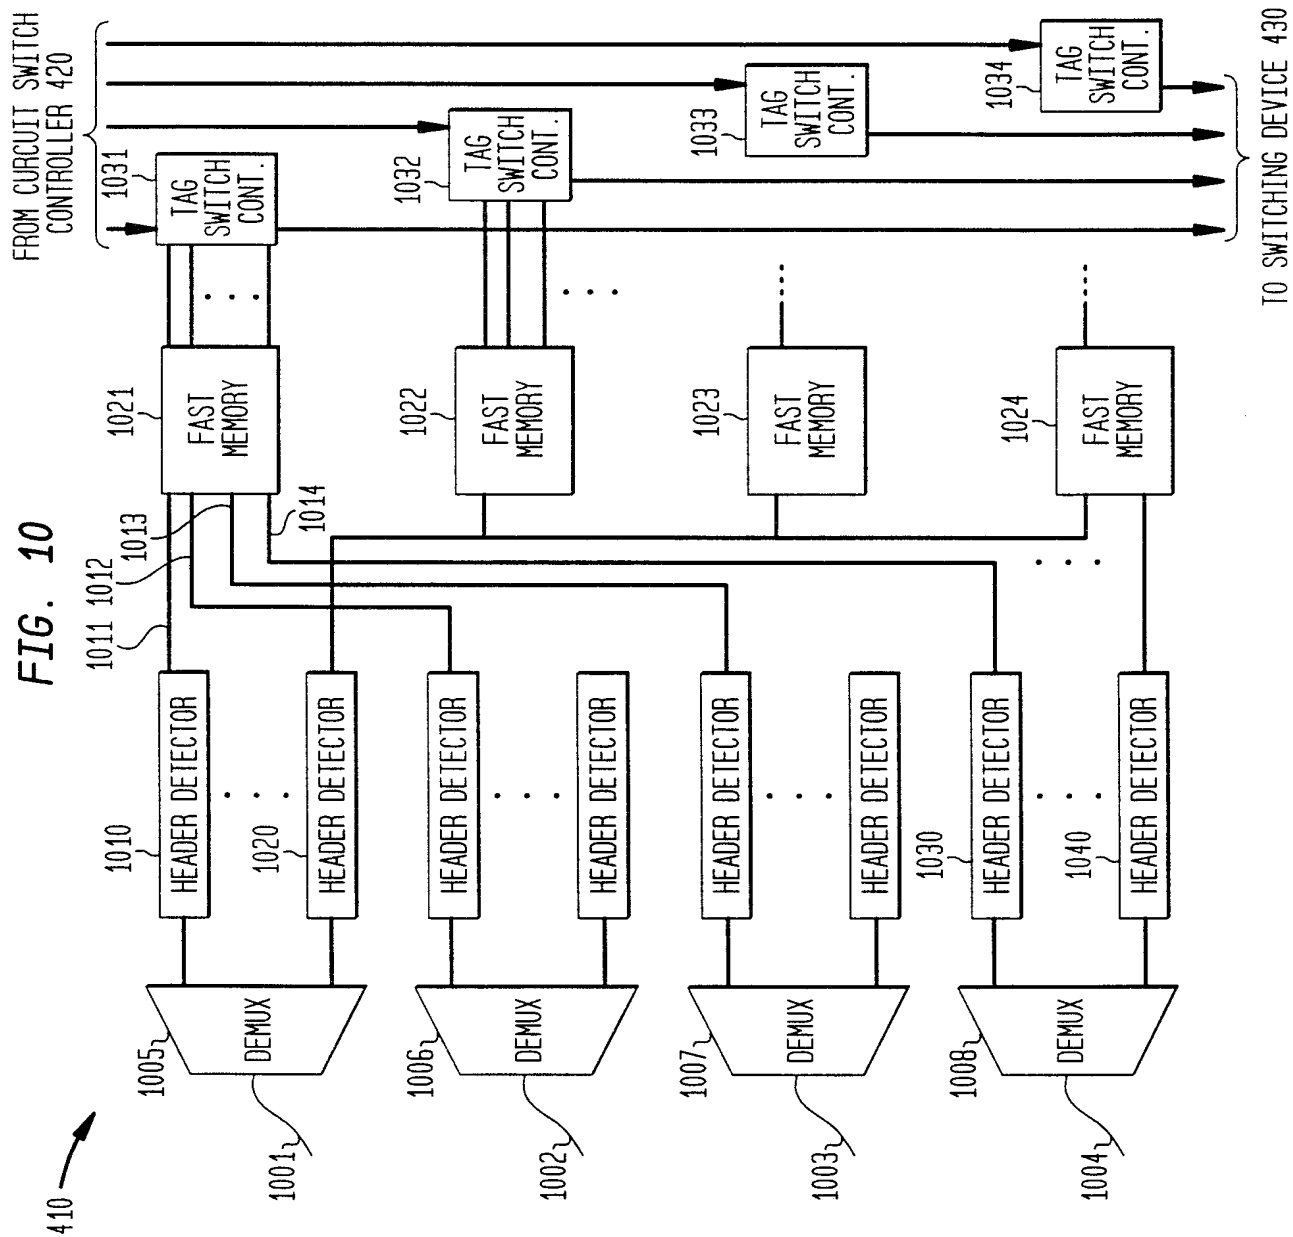 FIG. 10
410
FROM CURCUIT SWITCH
CONTROLLER 420
1001
1005
DEMUX
1010
HEADER DETECTOR
1020
HEADER DETECTOR
1011
1012
1013
1014
1021
FAST
MEMORY
1031
TAG
SWITCH
CONT.
1002
1006
DEMUX
HEADER DETECTOR
HEADER DETECTOR
1022
FAST
MEMORY
1032
TAG
SWITCH
CONT.
1003
1007
DEMUX
HEADER DETECTOR
HEADER DETECTOR
1023
FAST
MEMORY
1033
TAG
SWITCH
CONT.
1004
1008
DEMUX
1030
HEADER DETECTOR
1040
HEADER DETECTOR
1024
FAST
MEMORY
1034
TAG
SWITCH
CONT.
TO SWITCHING DEVICE 430